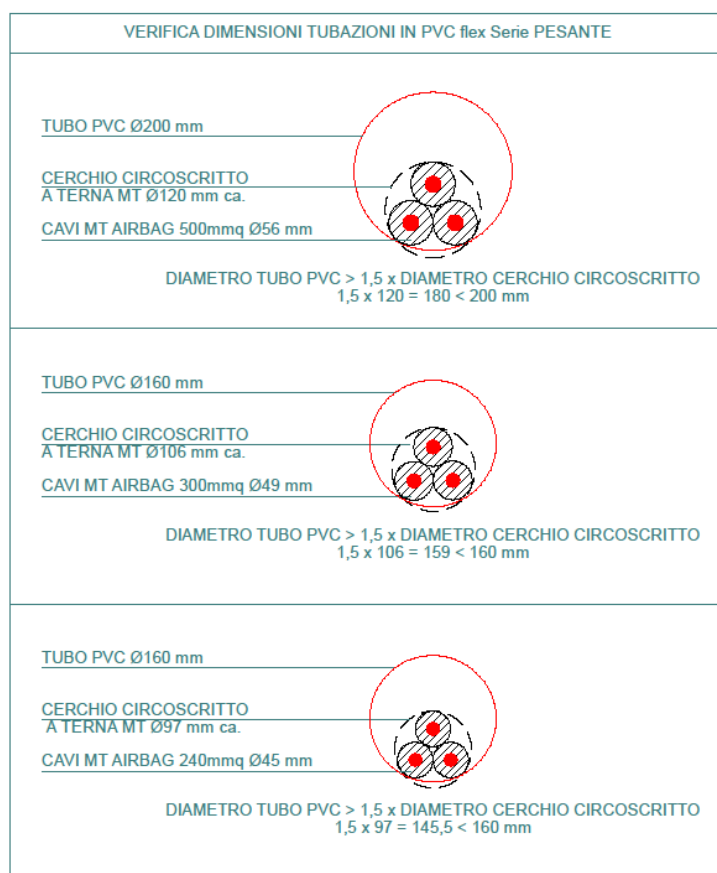 VERIFICA DIMENSIONI TUBAZIONI IN PVC flex Serie PESANTE
TUBO PVC Ø200 mm
CERCHIO CIRCOSCRITTO
A TERNA MT Ø120 mm ca.
CAVI MT AIRBAG 500mmq Ø56 mm
DIAMETRO TUBO PVC > 1,5 x DIAMETRO CERCHIO CIRCOSCRITTO
1,5 x 120 = 180 < 200 mm
TUBO PVC Ø160 mm
CERCHIO CIRCOSCRITTO
A TERNA MT Ø106 mm ca.
CAVI MT AIRBAG 300mmq Ø49 mm
DIAMETRO TUBO PVC > 1,5 x DIAMETRO CERCHIO CIRCOSCRITTO
1,5 x 106 = 159 < 160 mm
TUBO PVC Ø160 mm
CERCHIO CIRCOSCRITTO
A TERNA MT Ø97 mm ca.
CAVI MT AIRBAG 240mmq Ø45 mm
DIAMETRO TUBO PVC > 1,5 x DIAMETRO CERCHIO CIRCOSCRITTO
1,5 x 97 = 145,5 < 160 mm